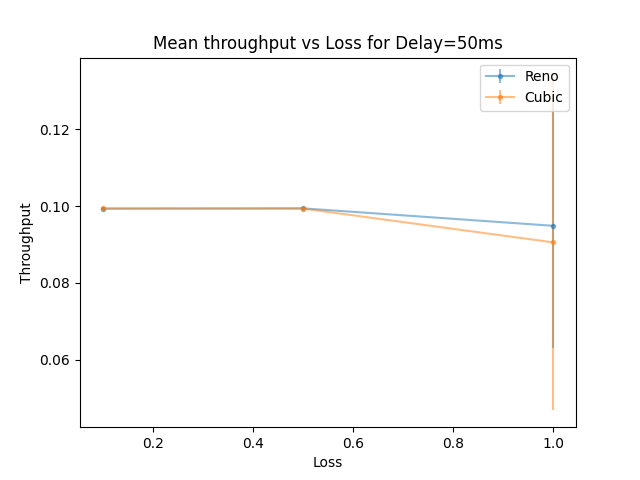 Mean throughput vs Loss for Delay=50ms
Reno
Cubic
0.12
0.10
0.08
0.06
Throughput
0.2
0.4
0.6
0.8
1.0
Loss